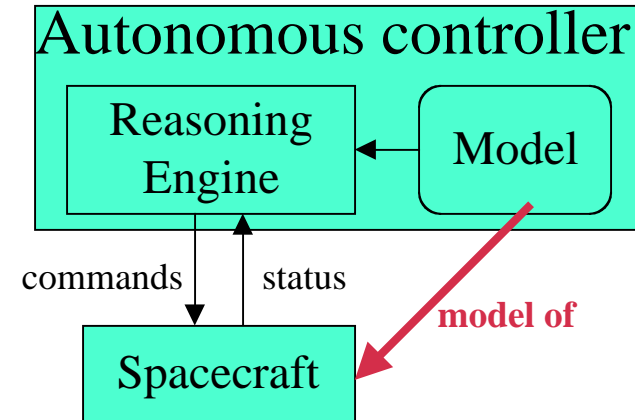 Autonomous controller
Reasoning
Engine
Model
commands
status
model of
Spacecraft